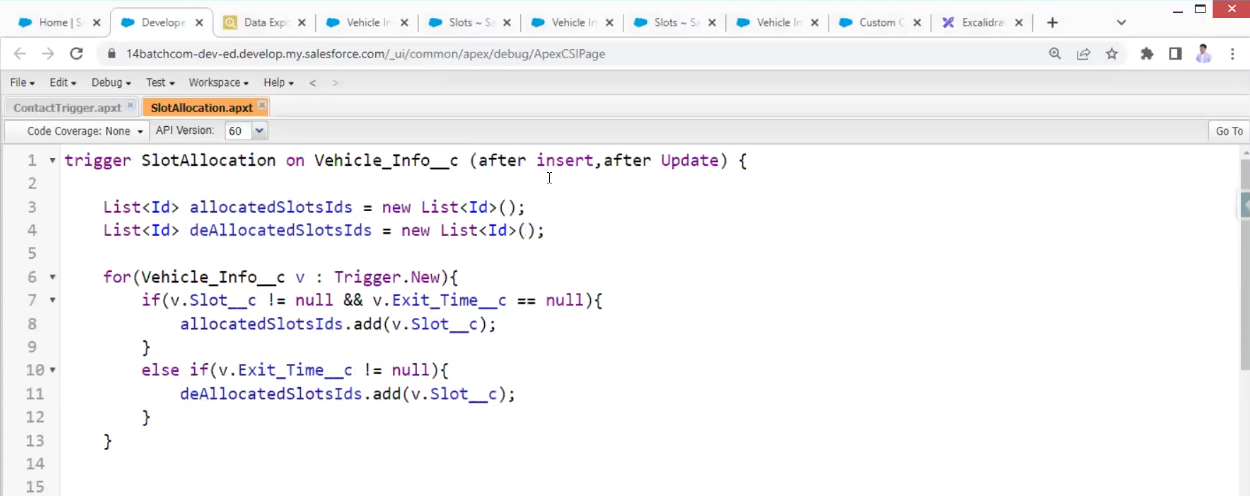 Home | S
Develope
Data Exp
Vehicle In
Slots ~ Sa
Vehicle In
Slots ~ Sa
Vehicle In
Custom C
Excalidra
14batchcom-dev-ed.develop.my.salesforce.com/_ui/common/apex/debug/ApexCSIPage
File Edit Debug Test Workspace Help < >
ContactTrigger.apxt SlotAllocation.apxt
Code Coverage: None API Version: 60 Go To
1 trigger SlotAllocation on Vehicle_Info__c (after insert,after Update) {
2
3 List<Id> allocatedSlotsIds = new List<Id>();
4 List<Id> deAllocatedSlotsIds = new List<Id>();
5
6 for(Vehicle_Info__c v : Trigger.New){
7 if(v.Slot__c != null && v.Exit_Time__c == null){
8 allocatedSlotsIds.add(v.Slot__c);
9 }
10 else if(v.Exit_Time__c != null){
11 deAllocatedSlotsIds.add(v.Slot__c);
12 }
13 }
14
15